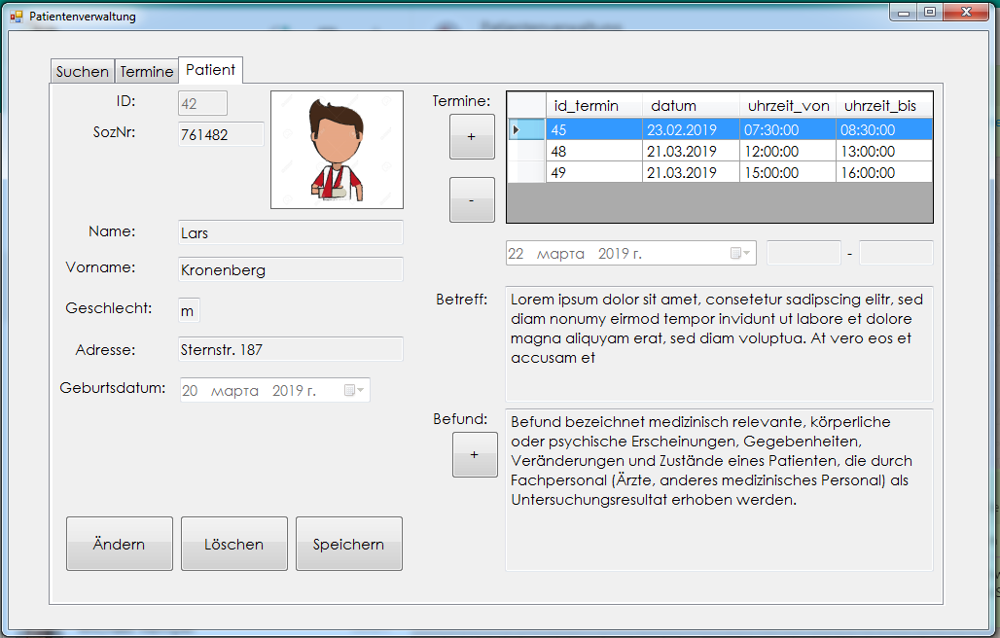 Patientenverwaltung
Suchen Termine Patient
ID: 42
SozNr: 761482
Name: Lars
Vorname: Kronenberg
Geschlecht: m
Adresse: Sternstr. 187
Geburtsdatum: 20 марта 2019 г.
Ändern Löschen Speichern
Termine:
+
-
id_termin datum uhrzeit_von uhrzeit_bis
45 23.02.2019 07:30:00 08:30:00
48 21.03.2019 12:00:00 13:00:00
49 21.03.2019 15:00:00 16:00:00
22 марта 2019 г. -
Betreff:
Lorem ipsum dolor sit amet, consetetur sadipscing elitr, sed
diam nonumy eirmod tempor invidunt ut labore et dolore
magna aliquyam erat, sed diam voluptua. At vero eos et
accusam et
Befund:
+
Befund bezeichnet medizinisch relevante, körperliche
oder psychische Erscheinungen, Gegebenheiten,
Veränderungen und Zustände eines Patienten, die durch
Fachpersonal (Ärzte, anderes medizinisches Personal) als
Untersuchungsresultat erhoben werden.